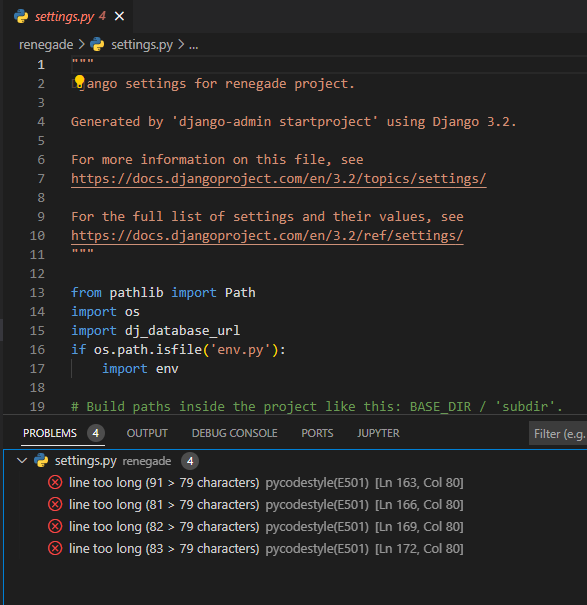 settings.py 4 ×
renegade > settings.py > ...
1 """
2 Django settings for renegade project.
3
4 Generated by 'django-admin startproject' using Django 3.2.
5
6 For more information on this file, see
7 https://docs.djangoproject.com/en/3.2/topics/settings/
8
9 For the full list of settings and their values, see
10 https://docs.djangoproject.com/en/3.2/ref/settings/
11 """
12
13 from pathlib import Path
14 import os
15 import dj_database_url
16 if os.path.isfile('env.py'):
17     import env
18
19 # Build paths inside the project like this: BASE_DIR / 'subdir'.
PROBLEMS 4 OUTPUT DEBUG CONSOLE PORTS JUPYTER Filter (e.g.
settings.py renegade 4
line too long (91 > 79 characters) pycodestyle(E501) [Ln 163, Col 80]
line too long (81 > 79 characters) pycodestyle(E501) [Ln 166, Col 80]
line too long (82 > 79 characters) pycodestyle(E501) [Ln 169, Col 80]
line too long (83 > 79 characters) pycodestyle(E501) [Ln 172, Col 80]